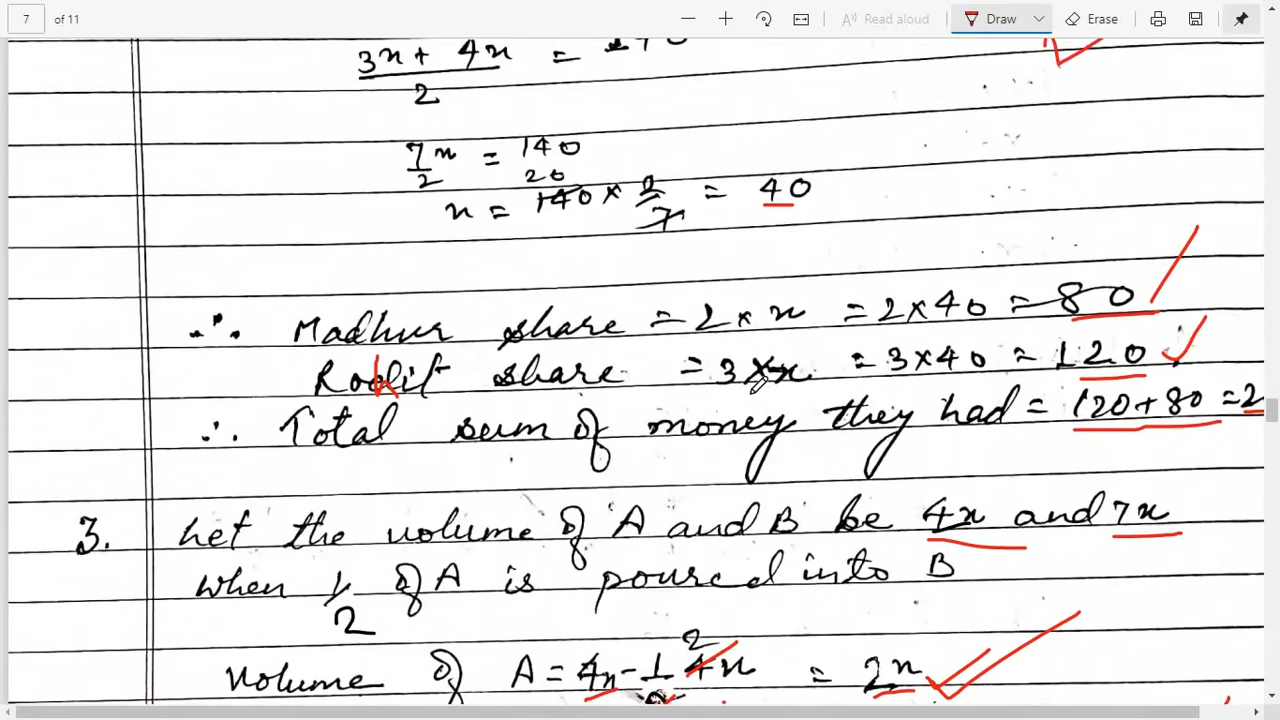 7 of 11 Read aloud Draw Erase
3x + 4x =
2
7x = 140
2
20
x = 140 × 2 = 40
7
∴ Madhur share = 2 × x = 2×40 = 80
Rohit share = 3×x = 3×40 = 120
∴ Total sum of money they had = 120+80 = 2
3. Let the volume of A and B be 4x and 7x
When 1/2 of A is poured into B
2
Volume of A = 4x - 1 4x = 2x